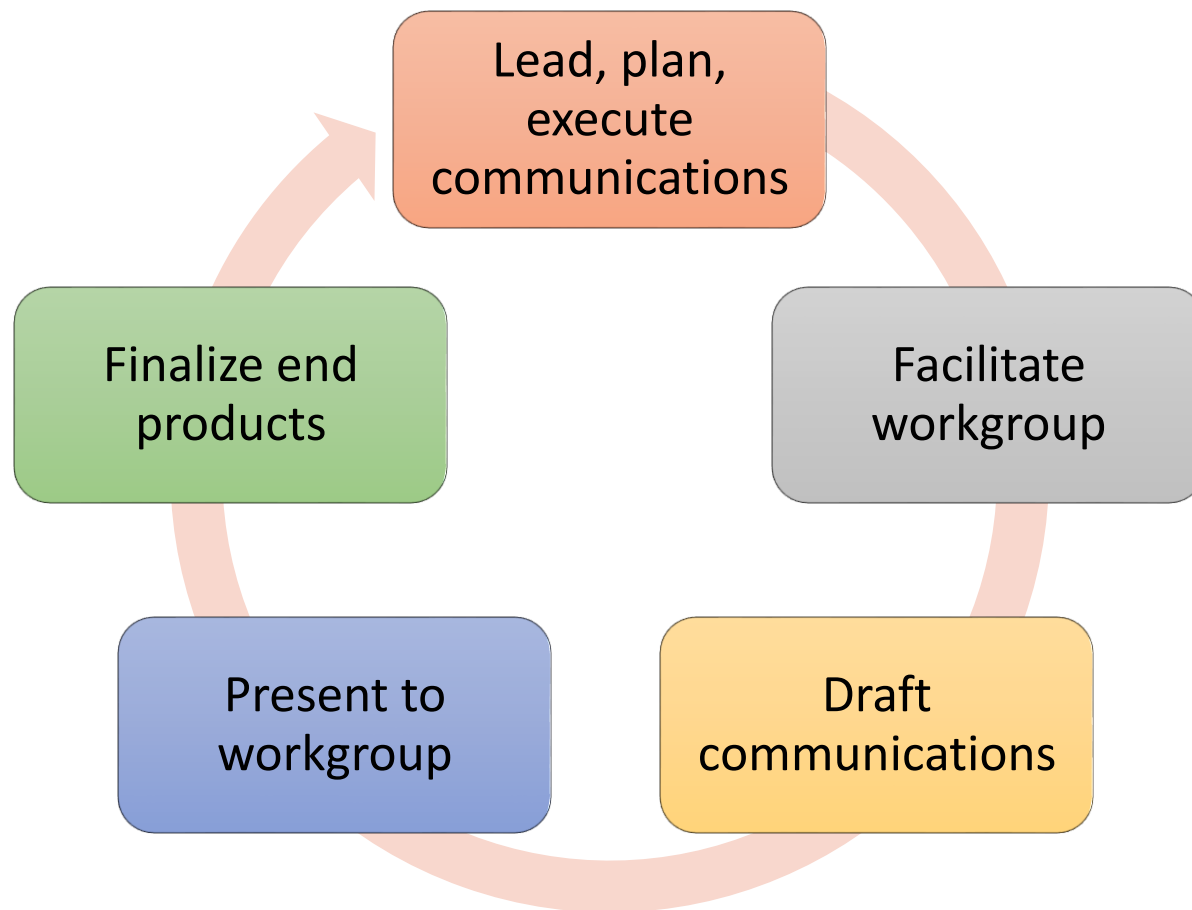 Lead, plan,
execute
communications
Facilitate
workgroup
Draft
communications
Present to
workgroup
Finalize end
products